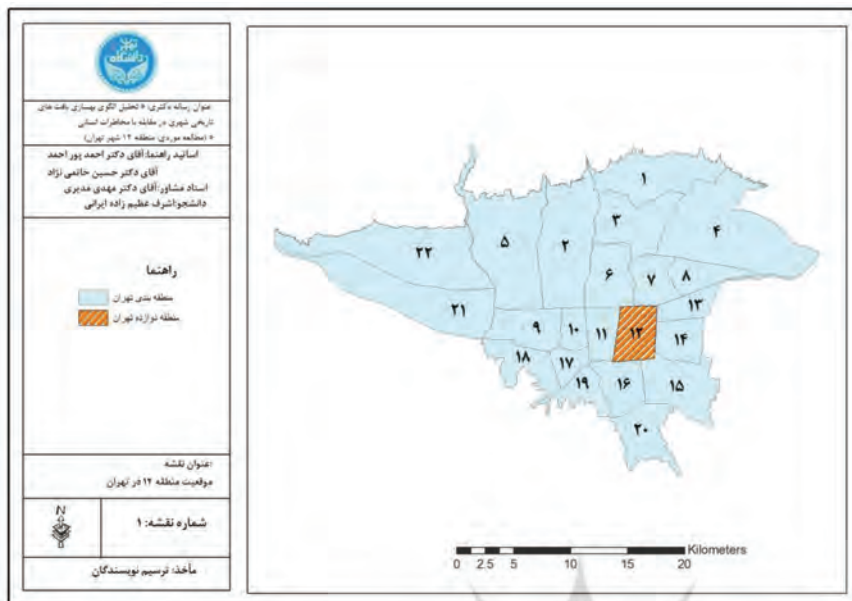 دانشگاه
تهران
عنوان رساله دکتری: « تحلیل الگوی بهسازی بافت های
تاریخی شهری در مقابله با مخاطرات انسانی
» (مطالعه موردی: منطقه ۱۲ شهر تهران)
اساتید راهنما:آقای دکتر احمد پور احمد
آقای دکتر حسین حاتمی نژاد
استاد مشاور:آقای دکتر مهدی مدیری
دانشجو:اشرف عظیم زاده ایرانی
راهنما
منطقه بندی تهران
منطقه دوازده تهران
عنوان نقشه:
موقعیت منطقه ۱۲ در تهران
N
شماره نقشه: ۱
مأخذ: ترسیم نویسندگان
۱
۳
۴
۲
۵
۲۲
۶
۷
۸
۲۱
۱۳
۹
۱۰
۱۱
۱۲
۱۴
۱۸
۱۷
۱۹
۱۶
۱۵
۲۰
Kilometers
0 2.5 5 10 15 20